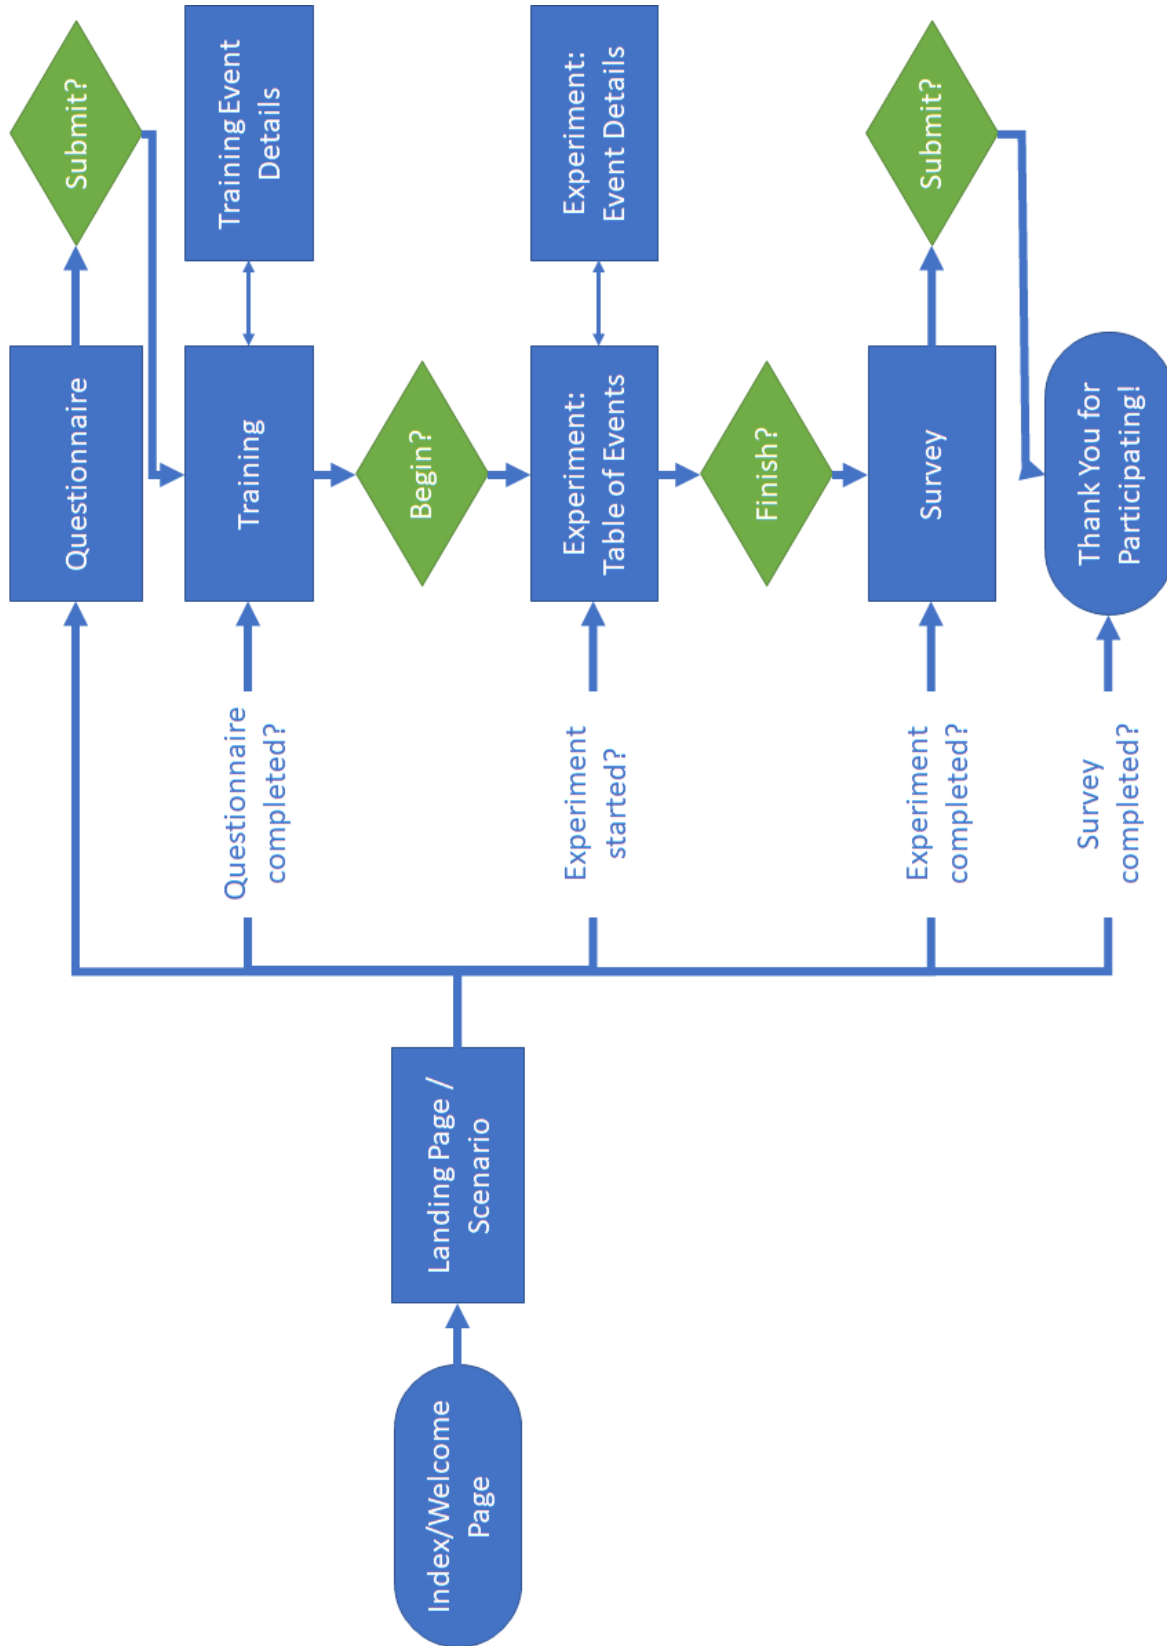 Index/Welcome
Page
Landing Page /
Scenario
Questionnaire
Submit?
Questionnaire
completed?
Training
Training Event
Details
Begin?
Experiment
started?
Experiment:
Table of Events
Experiment:
Event Details
Finish?
Experiment
completed?
Survey
Submit?
Survey
completed?
Thank You for
Participating!